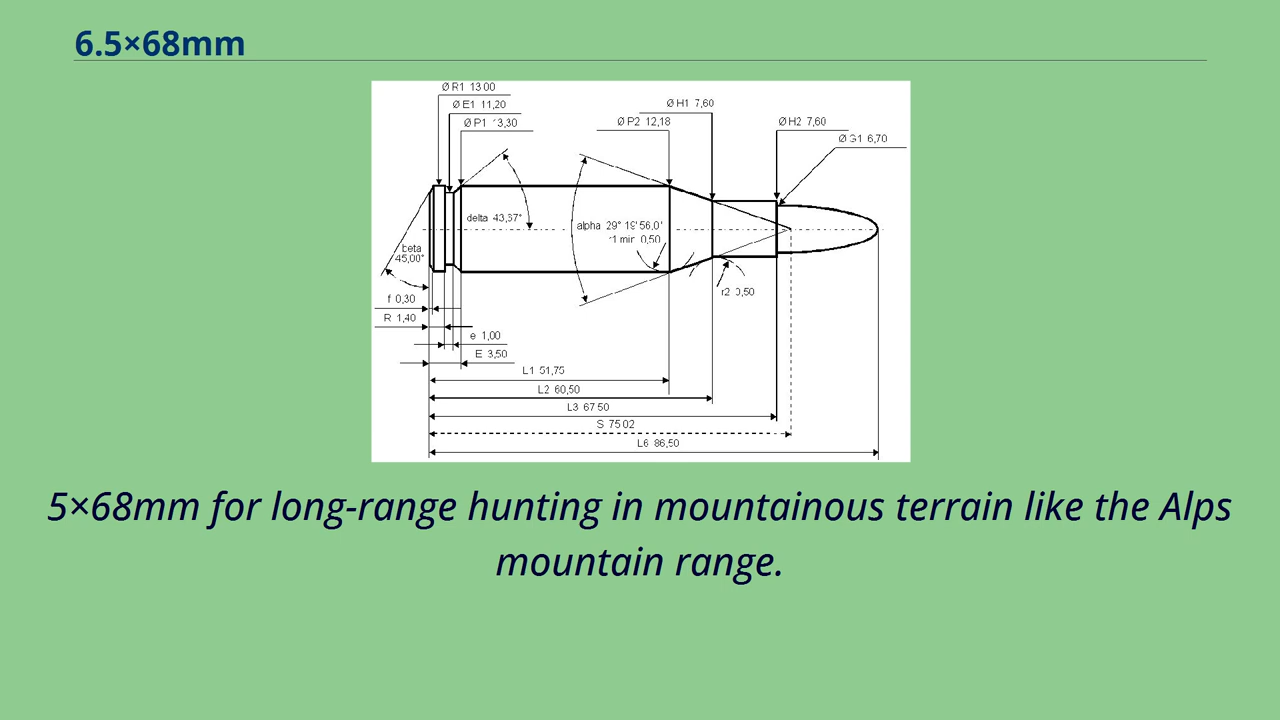 6.5×68mm
Ø R1 13 00
Ø E1 11,20
Ø P1 13,30
Ø P2 12,18
Ø H1 7,60
Ø H2 7,60
Ø G1 6,70
delta 43,37°
alpha 29° 19'56.0'
r1 min 0,50
beta
45,00°
r2 0,50
f 0,30
R 1,40
e 1,00
E 3,50
L1 51,75
L2 60,50
L3 67 50
S 75 02
L6 86,50
5×68mm for long-range hunting in mountainous terrain like the Alps
mountain range.